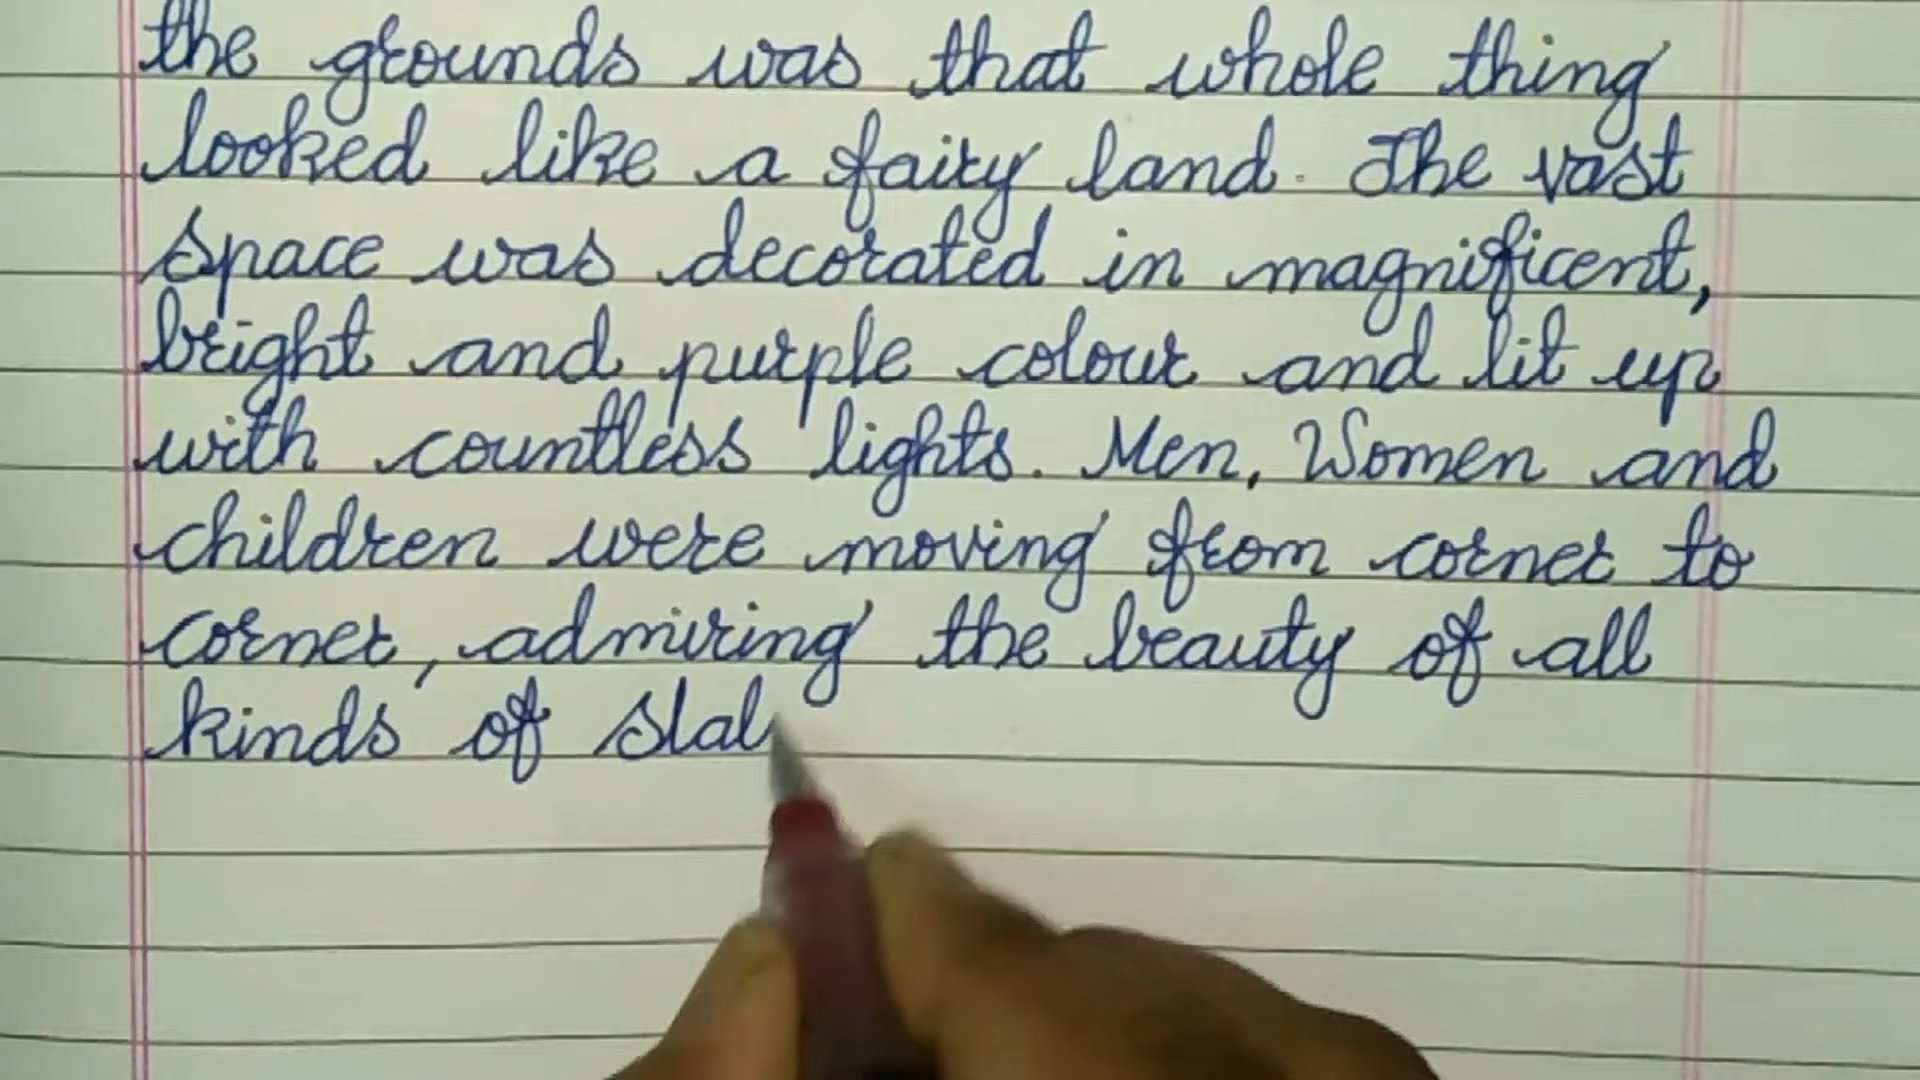 the grounds was that whole thing
looked like a fairy land. The vast
space was decorated in magnificent,
bright and purple colour and lit up
with countless lights. Men, Women and
children were moving from corner to
corner, admiring the beauty of all
kinds of slal